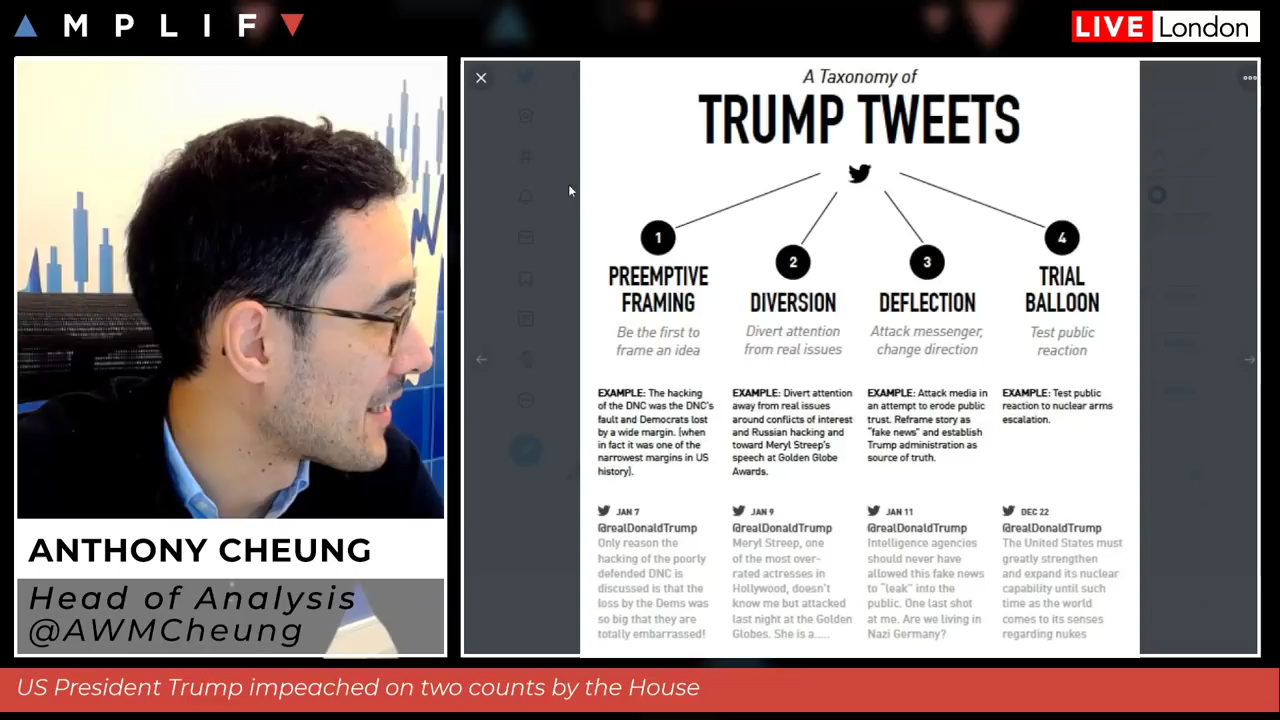 AMPLIFY
LIVE London
A Taxonomy of
TRUMP TWEETS
1
PREEMPTIVE
FRAMING
Be the first to
frame an idea
EXAMPLE: The hacking
of the DNC was the DNC's
fault and Democrats lost
by a wide margin. (when
in fact it was one of the
narrowest margins in US
history).
JAN 7
@realDonaldTrump
Only reason the
hacking of the poorly
defended DNC is
discussed is that the
loss by the Dems was
so big that they are
totally embarrassed!
2
DIVERSION
Divert attention
from real issues
EXAMPLE: Divert attention
away from real issues
around conflicts of interest
and Russian hacking and
toward Meryl Streep's
speech at Golden Globe
Awards.
JAN 9
@realDonaldTrump
Meryl Streep, one
of the most over-
rated actresses in
Hollywood, doesn't
know me but attacked
last night at the Golden
Globes. She is a.....
3
DEFLECTION
Attack messenger,
change direction
EXAMPLE: Attack media in
an attempt to erode public
trust. Reframe story as
"fake news" and establish
Trump administration as
source of truth.
JAN 11
@realDonaldTrump
Intelligence agencies
should never have
allowed this fake news
to "leak" into the
public. One last shot
at me. Are we living in
Nazi Germany?
4
TRIAL
BALLOON
Test public
reaction
EXAMPLE: Test public
reaction to nuclear arms
escalation.
DEC 22
@realDonaldTrump
The United States must
greatly strengthen
and expand its nuclear
capability until such
time as the world
comes to its senses
regarding nukes
ANTHONY CHEUNG
Head of Analysis
@AWMCheung
US President Trump impeached on two counts by the House